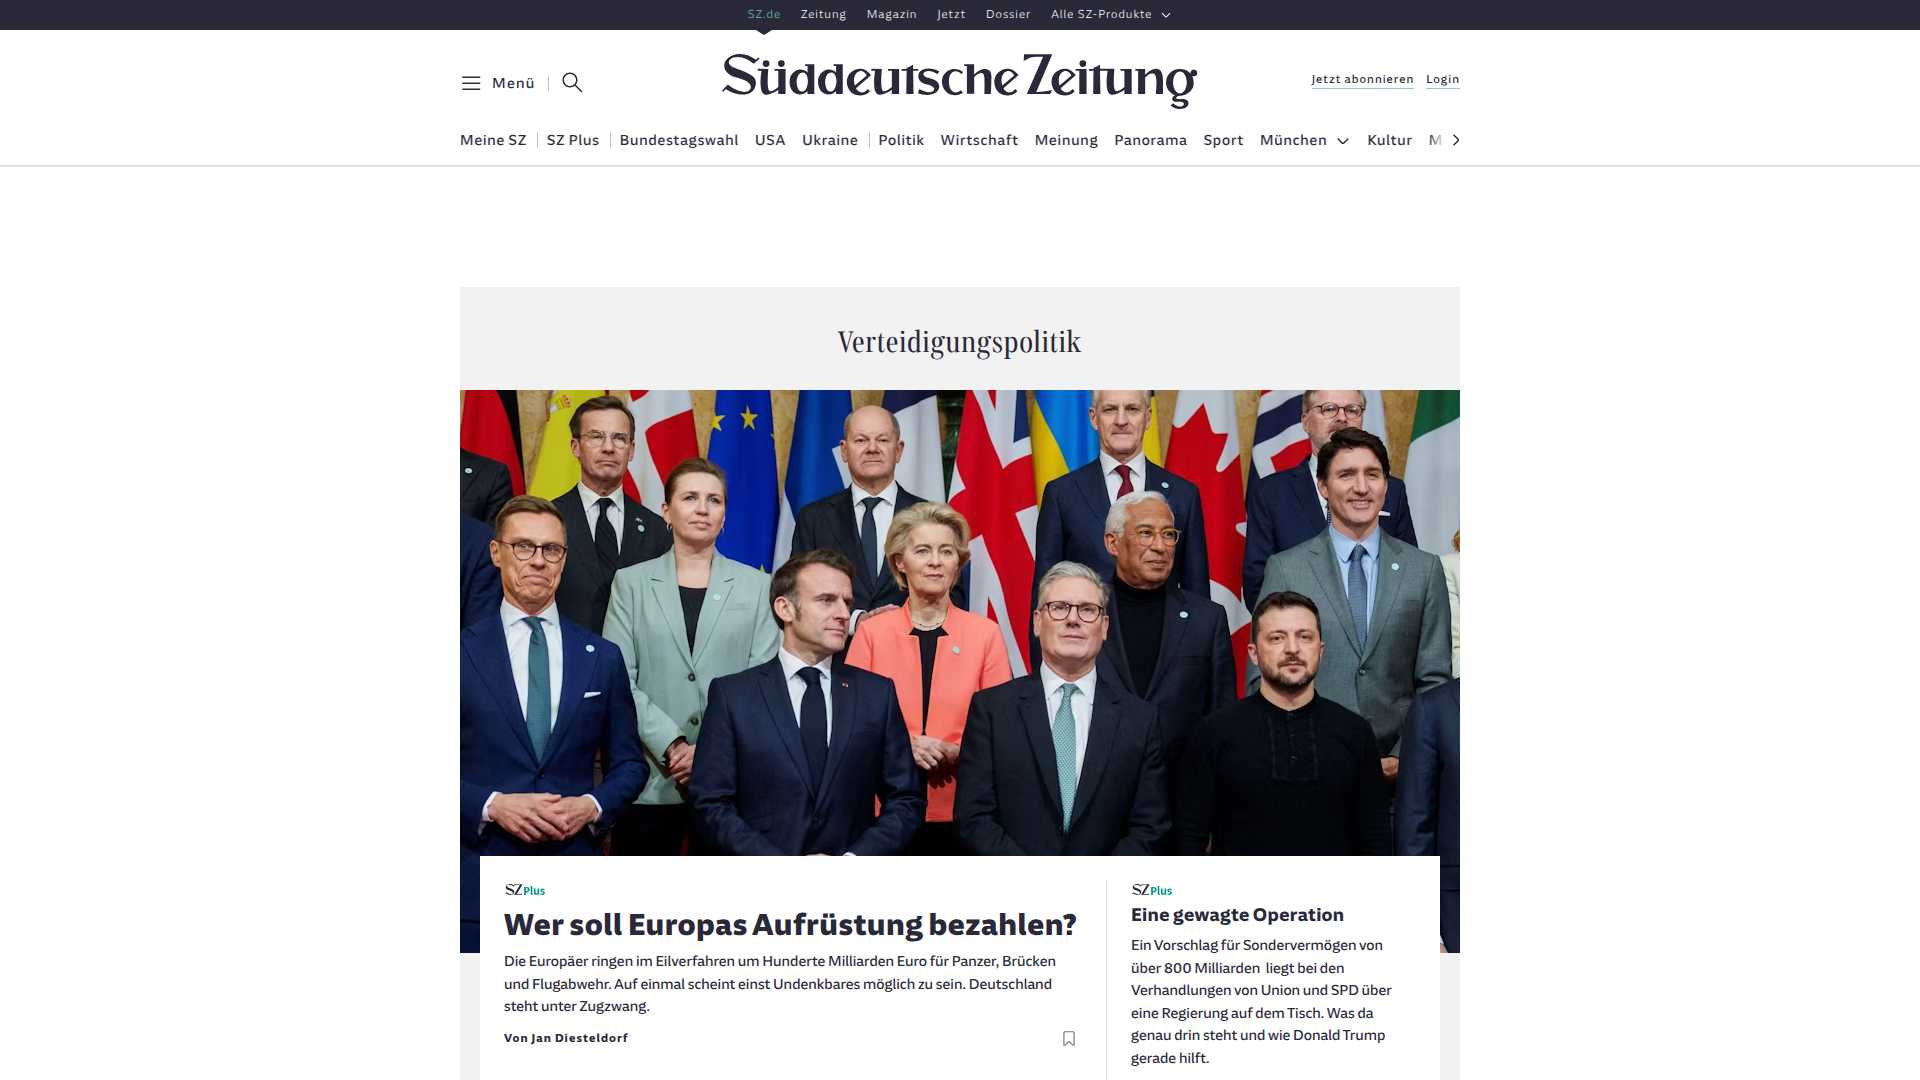 SZ.de Zeitung Magazin Jetzt Dossier Alle SZ-Produkte
Menü
Süddeutsche Zeitung
Jetzt abonnieren Login
Meine SZ SZ Plus Bundestagswahl USA Ukraine Politik Wirtschaft Meinung Panorama Sport München Kultur M
Verteidigungspolitik
SZ Plus
Wer soll Europas Aufrüstung bezahlen?
Die Europäer ringen im Eilverfahren um Hunderte Milliarden Euro für Panzer, Brücken
und Flugabwehr. Auf einmal scheint einst Undenkbares möglich zu sein. Deutschland
steht unter Zugzwang.
Von Jan Diesteldorf
SZ Plus
Eine gewagte Operation
Ein Vorschlag für Sondervermögen von
über 800 Milliarden liegt bei den
Verhandlungen von Union und SPD über
eine Regierung auf dem Tisch. Was da
genau drin steht und wie Donald Trump
gerade hilft.